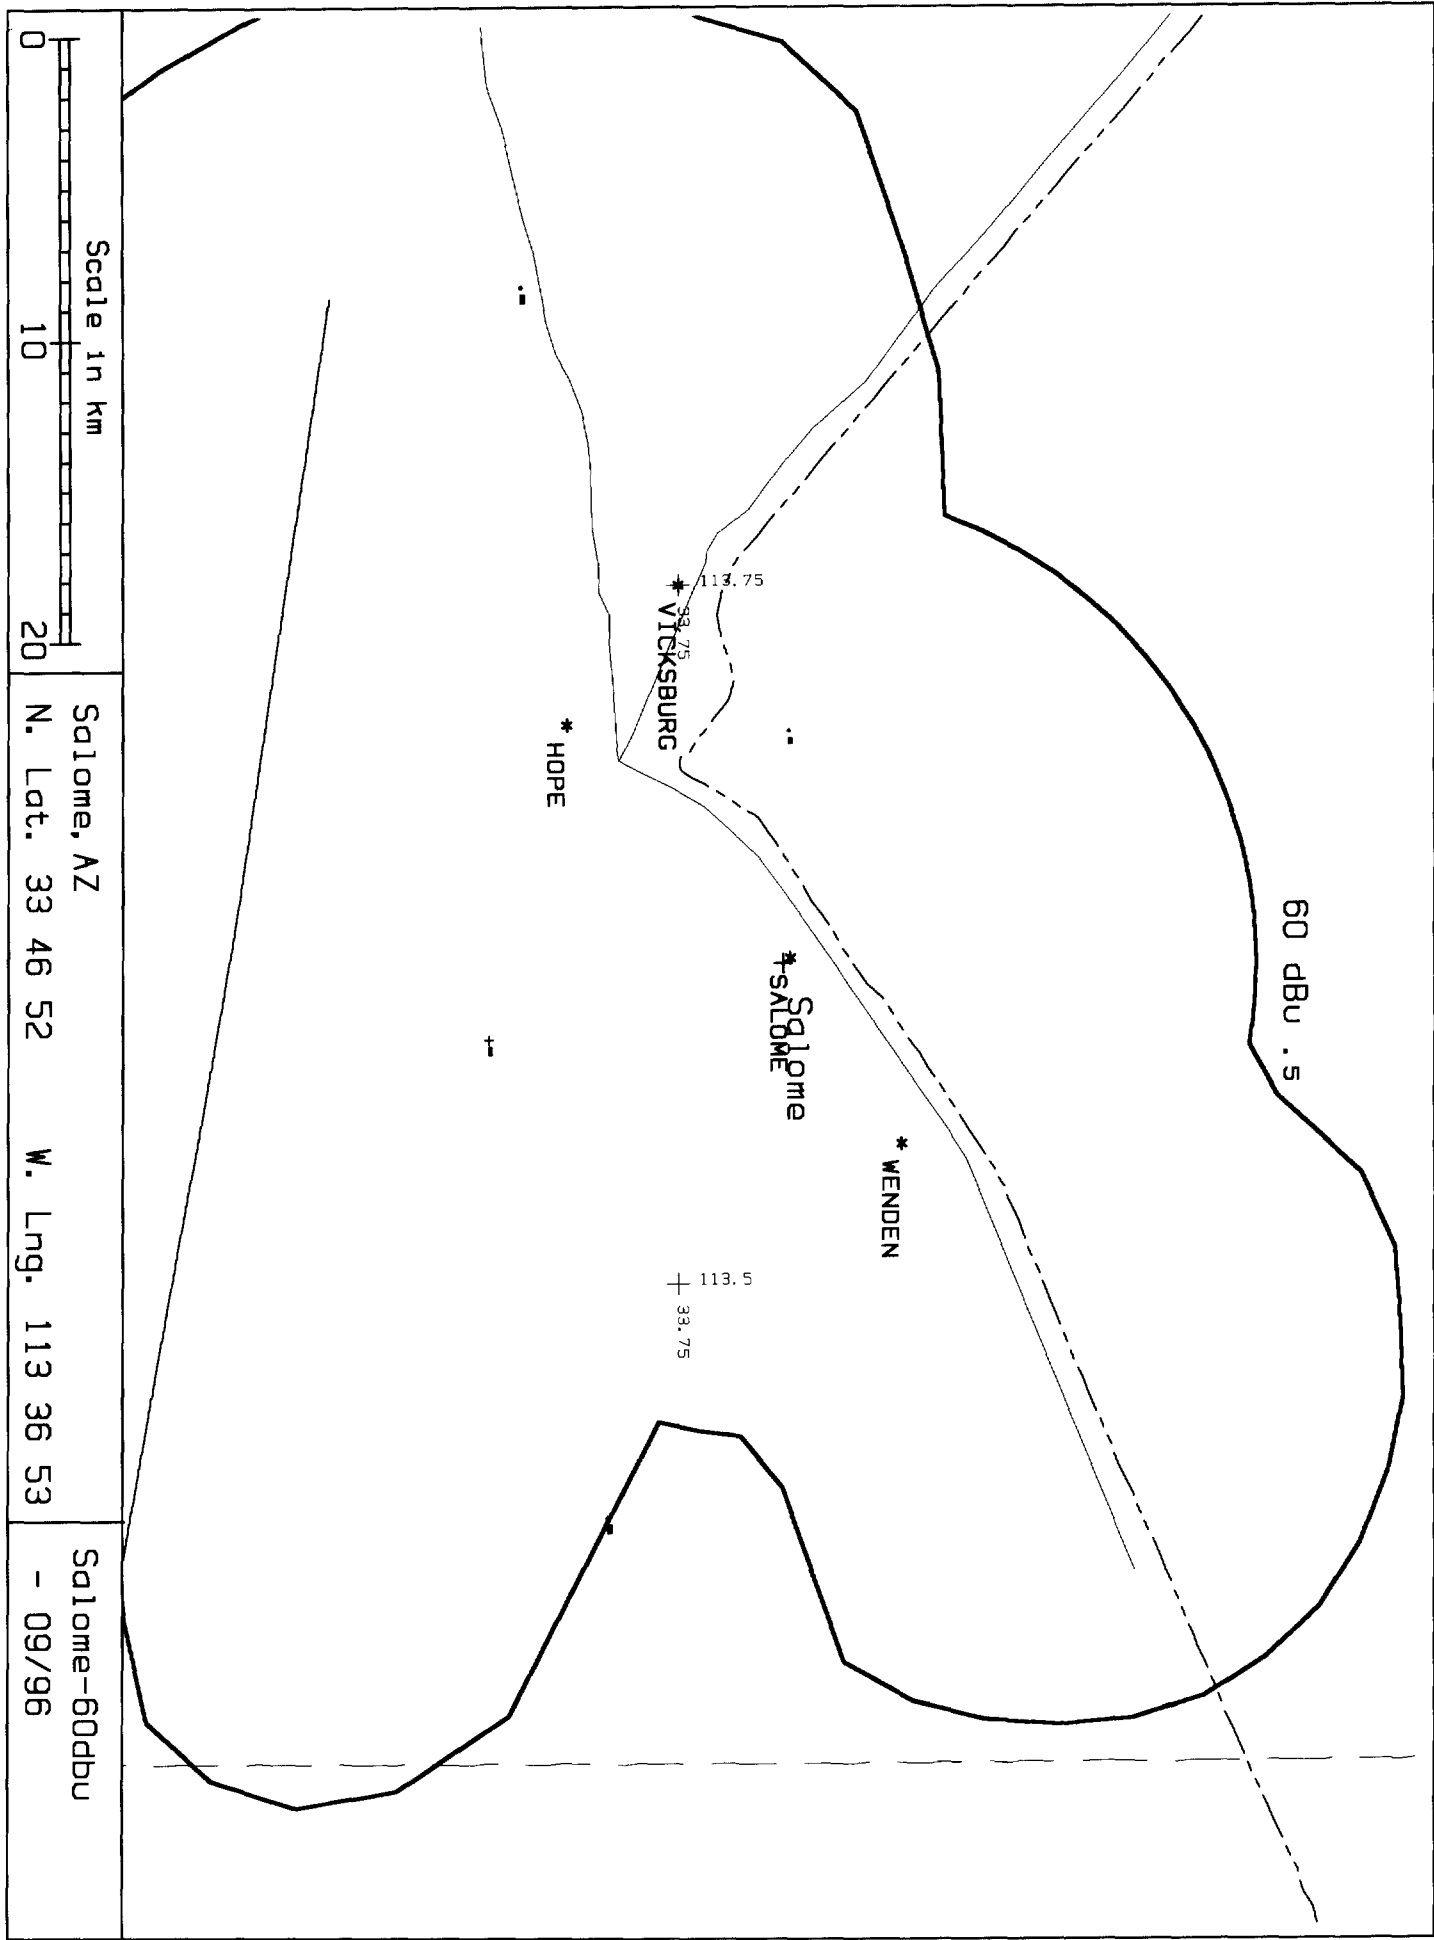 60 dBu .5
WENDEN
Salome
SALOME
113.75
33.75
VICKSBURG
113.5
33.75
HOPE
Scale in km
0 10 20
Salome, AZ
N. Lat. 33 46 52 W. Lng. 113 36 53
Salome-60dbu
- 09/96